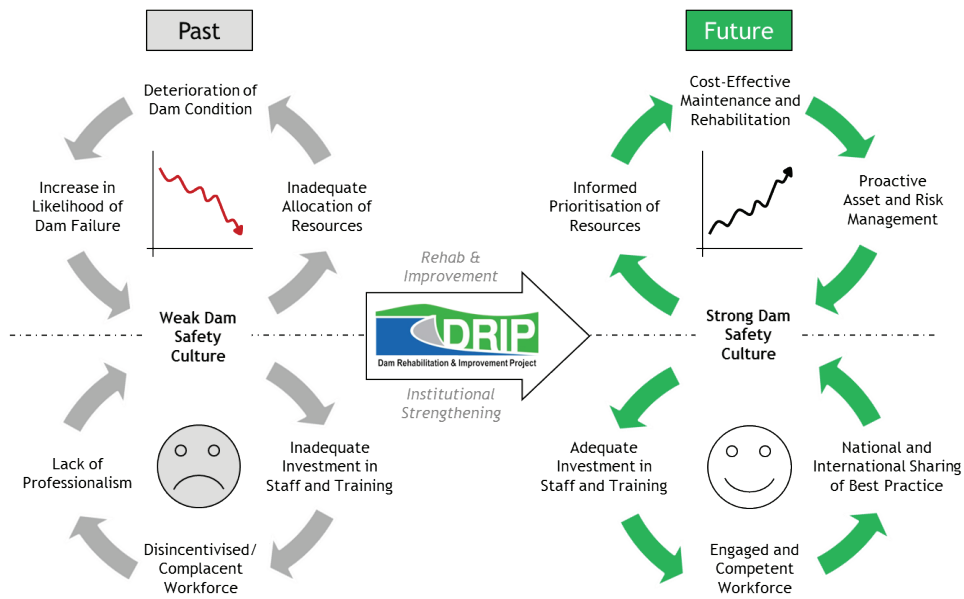 Past
Future
Deterioration of
Dam Condition
Increase in
Likelihood of
Dam Failure
Inadequate
Allocation of
Resources
Weak Dam
Safety
Culture
Lack of
Professionalism
Inadequate
Investment in
Staff and Training
Disincentivised/
Complacent
Workforce
Rehab &
Improvement
DRIP
Dam Rehabilitation & Improvement Project
Institutional
Strengthening
Cost-Effective
Maintenance and
Rehabilitation
Informed
Prioritisation of
Resources
Proactive
Asset and Risk
Management
Strong Dam
Safety
Culture
Adequate
Investment in
Staff and Training
National and
International Sharing
of Best Practice
Engaged and
Competent
Workforce